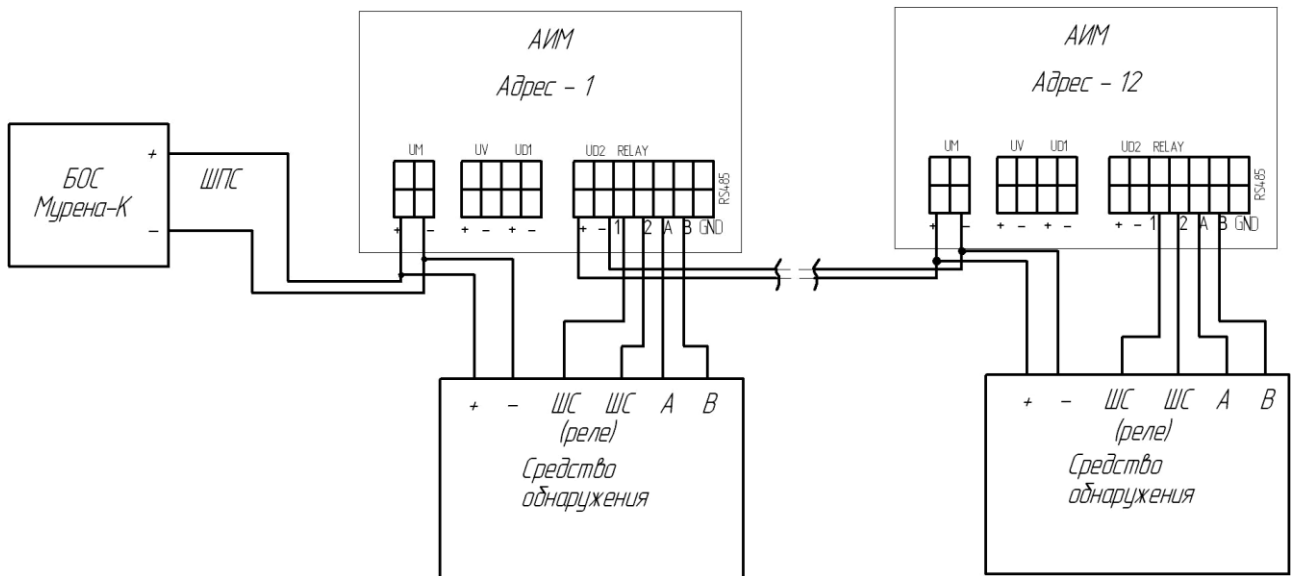 АИМ
Адрес - 1
UM
UV UD1
UD2 RELAY
RS485
+ - + - + - + - 1 2 A B GND
АИМ
Адрес - 12
UM
UV UD1
UD2 RELAY
RS485
+ - + - + - + - 1 2 A B GND
БОС
Мурена-К
+
-
ШПС
+ - ШС ШС А В
(реле)
Средство
обнаружения
+ - ШС ШС А В
(реле)
Средство
обнаружения